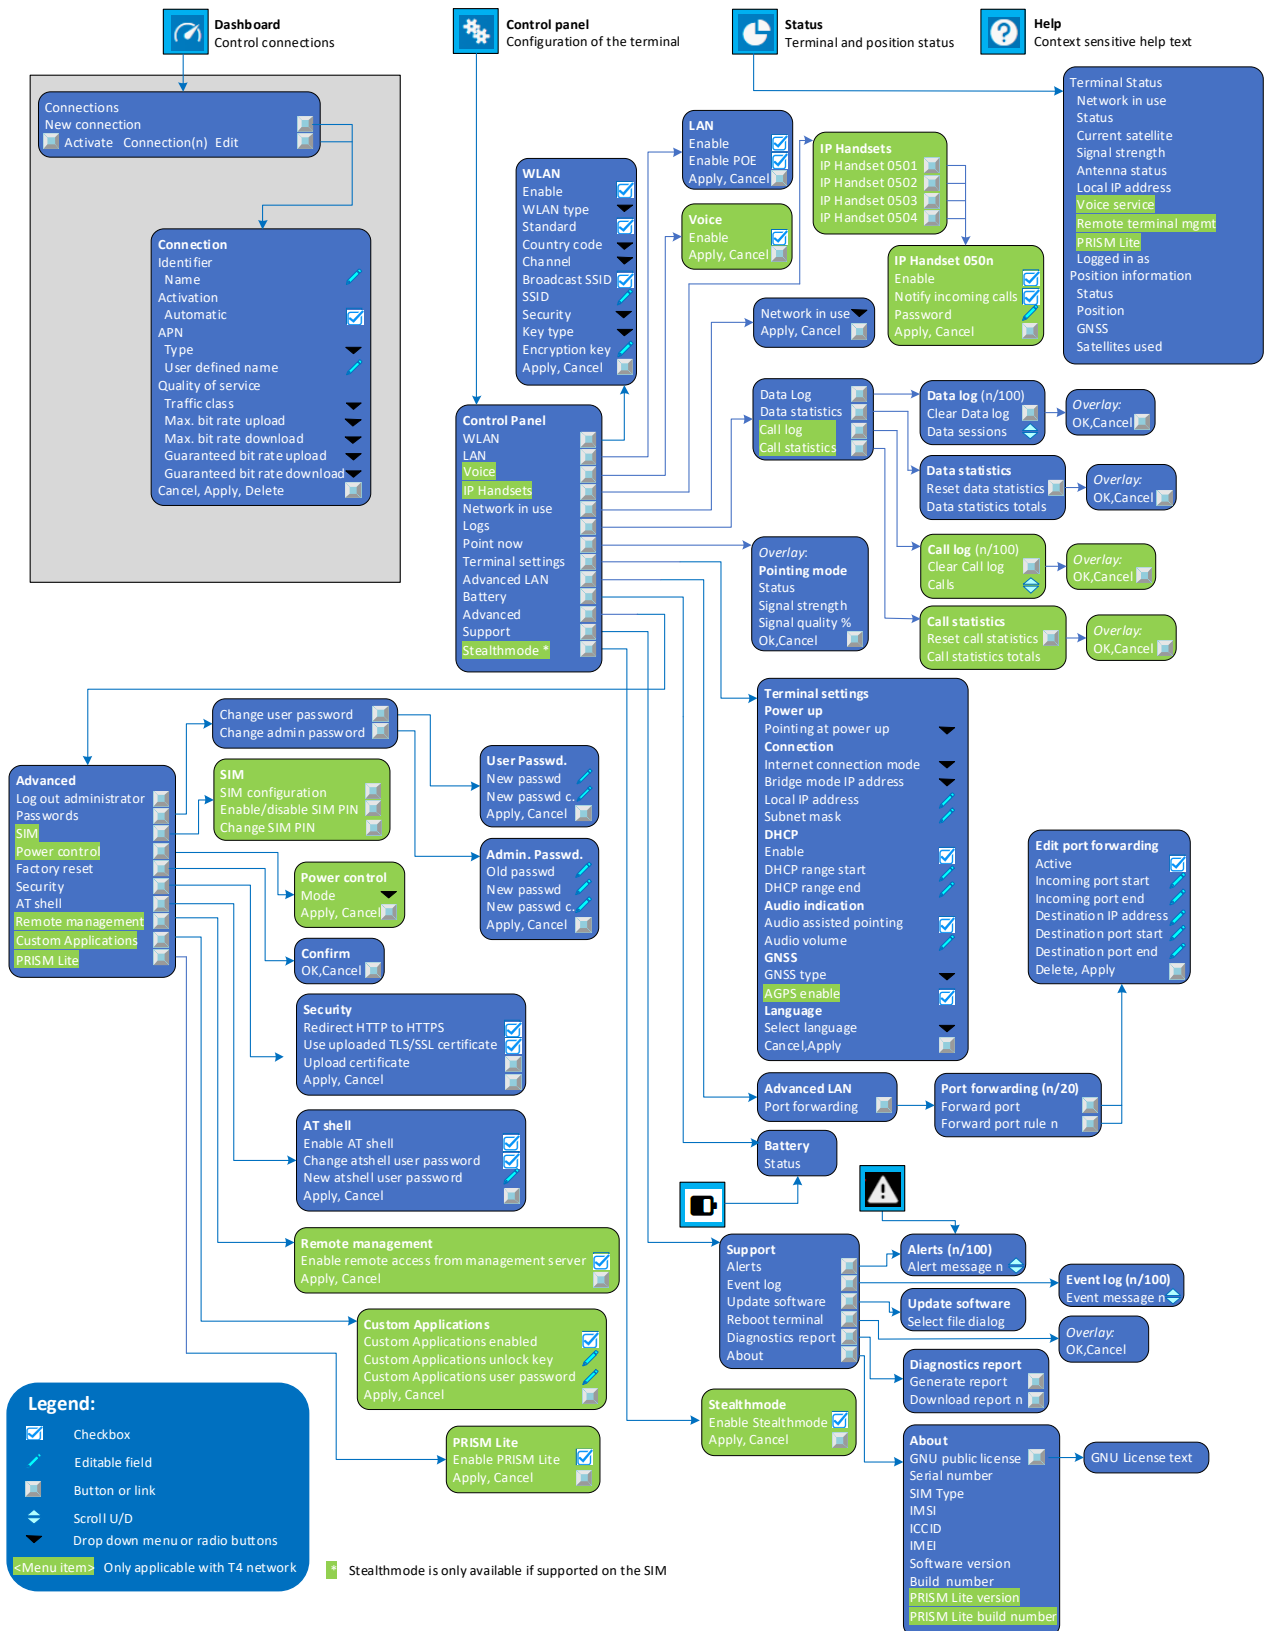 Dashboard
Control connections
Control panel
Configuration of the terminal
Status
Terminal and position status
Help
Context sensitive help text
Connections
New connection
Activate Connection(n) Edit
Connection
Identifier
Name
Activation
Automatic
APN
Type
User defined name
Quality of service
Traffic class
Max. bit rate upload
Max. bit rate download
Guaranteed bit rate upload
Guaranteed bit rate download
Cancel, Apply, Delete
WLAN
Enable
WLAN type
Standard
Country code
Channel
Broadcast SSID
SSID
Security
Key type
Encryption key
Apply, Cancel
LAN
Enable
Enable POE
Apply, Cancel
Voice
Enable
Apply, Cancel
IP Handsets
IP Handset 0501
IP Handset 0502
IP Handset 0503
IP Handset 0504
IP Handset 050n
Enable
Notify incoming calls
Password
Apply, Cancel
Terminal Status
Network in use
Status
Current satellite
Signal strength
Antenna status
Local IP address
Voice service
Remote terminal mgmt
PRISM Lite
Logged in as
Position information
Status
Position
GNSS
Satellites used
Network in use
Apply, Cancel
Control Panel
WLAN
LAN
Voice
IP Handsets
Network in use
Logs
Point now
Terminal settings
Advanced LAN
Battery
Advanced
Support
Stealthmode *
Data Log
Data statistics
Call log
Call statistics
Data log (n/100)
Clear Data log
Data sessions
Overlay:
OK,Cancel
Data statistics
Reset data statistics
Data statistics totals
Overlay:
OK,Cancel
Call log (n/100)
Clear Call log
Calls
Overlay:
OK,Cancel
Call statistics
Reset call statistics
Call statistics totals
Overlay:
OK,Cancel
Overlay:
Pointing mode
Status
Signal strength
Signal quality %
Ok,Cancel
Terminal settings
Power up
Pointing at power up
Connection
Internet connection mode
Bridge mode IP address
Local IP address
Subnet mask
DHCP
Enable
DHCP range start
DHCP range end
Audio indication
Audio assisted pointing
Audio volume
GNSS
GNSS type
AGPS enable
Language
Select language
Cancel,Apply
Change user password
Change admin password
User Passwd.
New passwd
New passwd c.
Apply, Cancel
Admin. Passwd.
Old passwd
New passwd
New passwd c.
Apply, Cancel
Advanced
Log out administrator
Passwords
SIM
Power control
Factory reset
Security
AT shell
Remote management
Custom Applications
PRISM Lite
SIM
SIM configuration
Enable/disable SIM PIN
Change SIM PIN
Power control
Mode
Apply, Cancel
Confirm
OK,Cancel
Security
Redirect HTTP to HTTPS
Use uploaded TLS/SSL certificate
Upload certificate
Apply, Cancel
AT shell
Enable AT shell
Change atshell user password
New atshell user password
Apply, Cancel
Remote management
Enable remote access from management server
Apply, Cancel
Custom Applications
Custom Applications enabled
Custom Applications unlock key
Custom Applications user password
Apply, Cancel
PRISM Lite
Enable PRISM Lite
Apply, Cancel
Edit port forwarding
Active
Incoming port start
Incoming port end
Destination IP address
Destination port start
Destination port end
Delete, Apply
Advanced LAN
Port forwarding
Port forwarding (n/20)
Forward port
Forward port rule n
Battery
Status
Support
Alerts
Event log
Update software
Reboot terminal
Diagnostics report
About
Alerts (n/100)
Alert message n
Event log (n/100)
Event message n
Update software
Select file dialog
Overlay:
OK,Cancel
Diagnostics report
Generate report
Download report n
Stealthmode
Enable Stealthmode
Apply, Cancel
About
GNU public license
Serial number
SIM Type
IMSI
ICCID
IMEI
Software version
Build number
PRISM Lite version
PRISM Lite build number
GNU License text
Legend:
Checkbox
Editable field
Button or link
Scroll U/D
Drop down menu or radio buttons
<Menu item> Only applicable with T4 network
* Stealthmode is only available if supported on the SIM